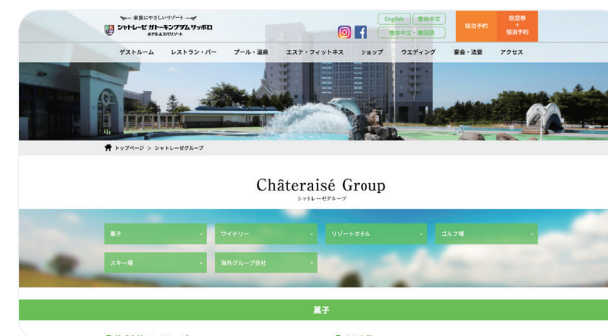 家族にやさしいリゾート
シャトレーゼ ガトーキングダム サッポロ
ホテル&スパリゾート
English 繁体中文
簡体中文・韓国語
宿泊予約
航空券
+
宿泊予約
ゲストルーム レストラン・バー プール・温泉 エステ・フィットネス ショップ ウエディング 宴会・法要 アクセス
トップページ > シャトレーゼグループ
Châteraisé Group
シャトレーゼグループ
菓子 ワイナリー リゾートホテル ゴルフ場
スキー場 海外グループ会社
菓子